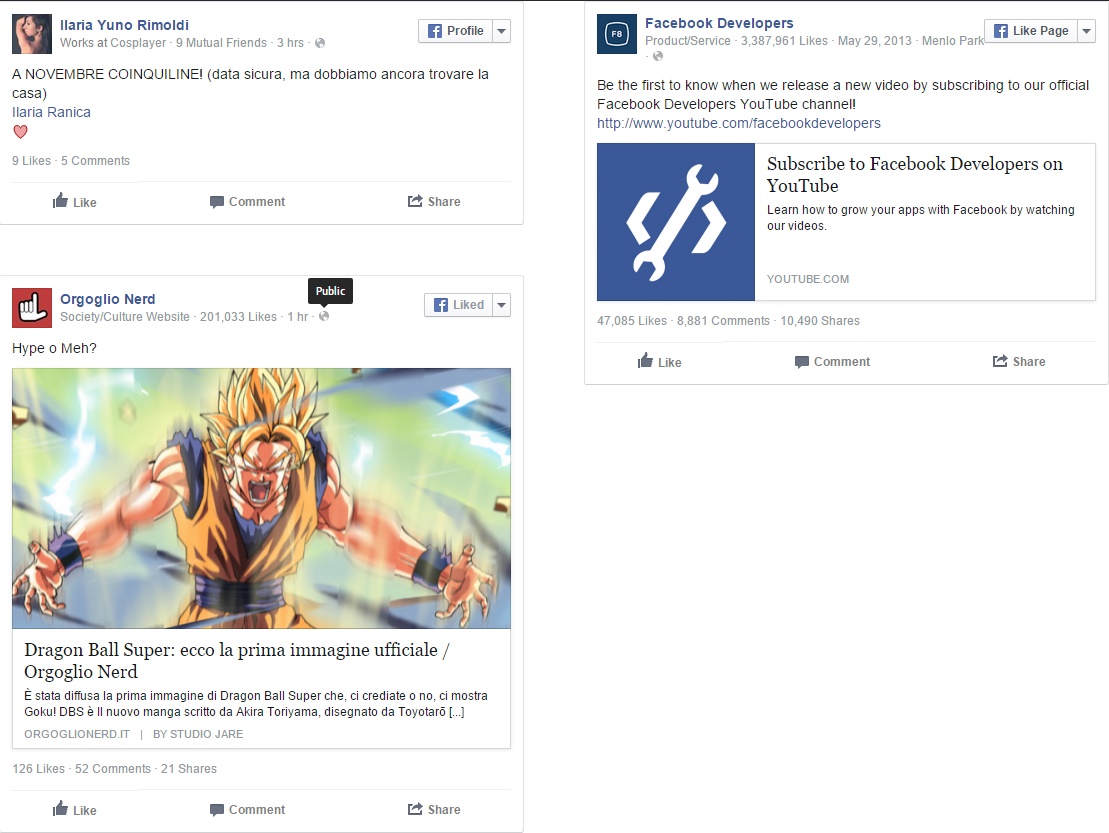 Ilaria Yuno Rimoldi
Profile
Works at Cosplayer · 9 Mutual Friends · 3 hrs ·
A NOVEMBRE COINQUILINE! (data sicura, ma dobbiamo ancora trovare la
casa)
Ilaria Ranica
9 Likes · 5 Comments
Like Comment Share
Public
Orgoglio Nerd
Liked
Society/Culture Website · 201,033 Likes · 1 hr ·
Hype o Meh?
Dragon Ball Super: ecco la prima immagine ufficiale /
Orgoglio Nerd
È stata diffusa la prima immagine di Dragon Ball Super che, ci crediate o no, ci mostra
Goku! DBS è Il nuovo manga scritto da Akira Toriyama, disegnato da Toyotarō [...]
ORGOGLIONERD.IT | BY STUDIO JARE
126 Likes · 52 Comments · 21 Shares
Like Comment Share
F8
Facebook Developers
Like Page
Product/Service · 3,387,961 Likes · May 29, 2013 · Menlo Park
·
Be the first to know when we release a new video by subscribing to our official
Facebook Developers YouTube channel!
http://www.youtube.com/facebookdevelopers
Subscribe to Facebook Developers on
YouTube
Learn how to grow your apps with Facebook by watching
our videos.
YOUTUBE.COM
47,085 Likes · 8,881 Comments · 10,490 Shares
Like Comment Share